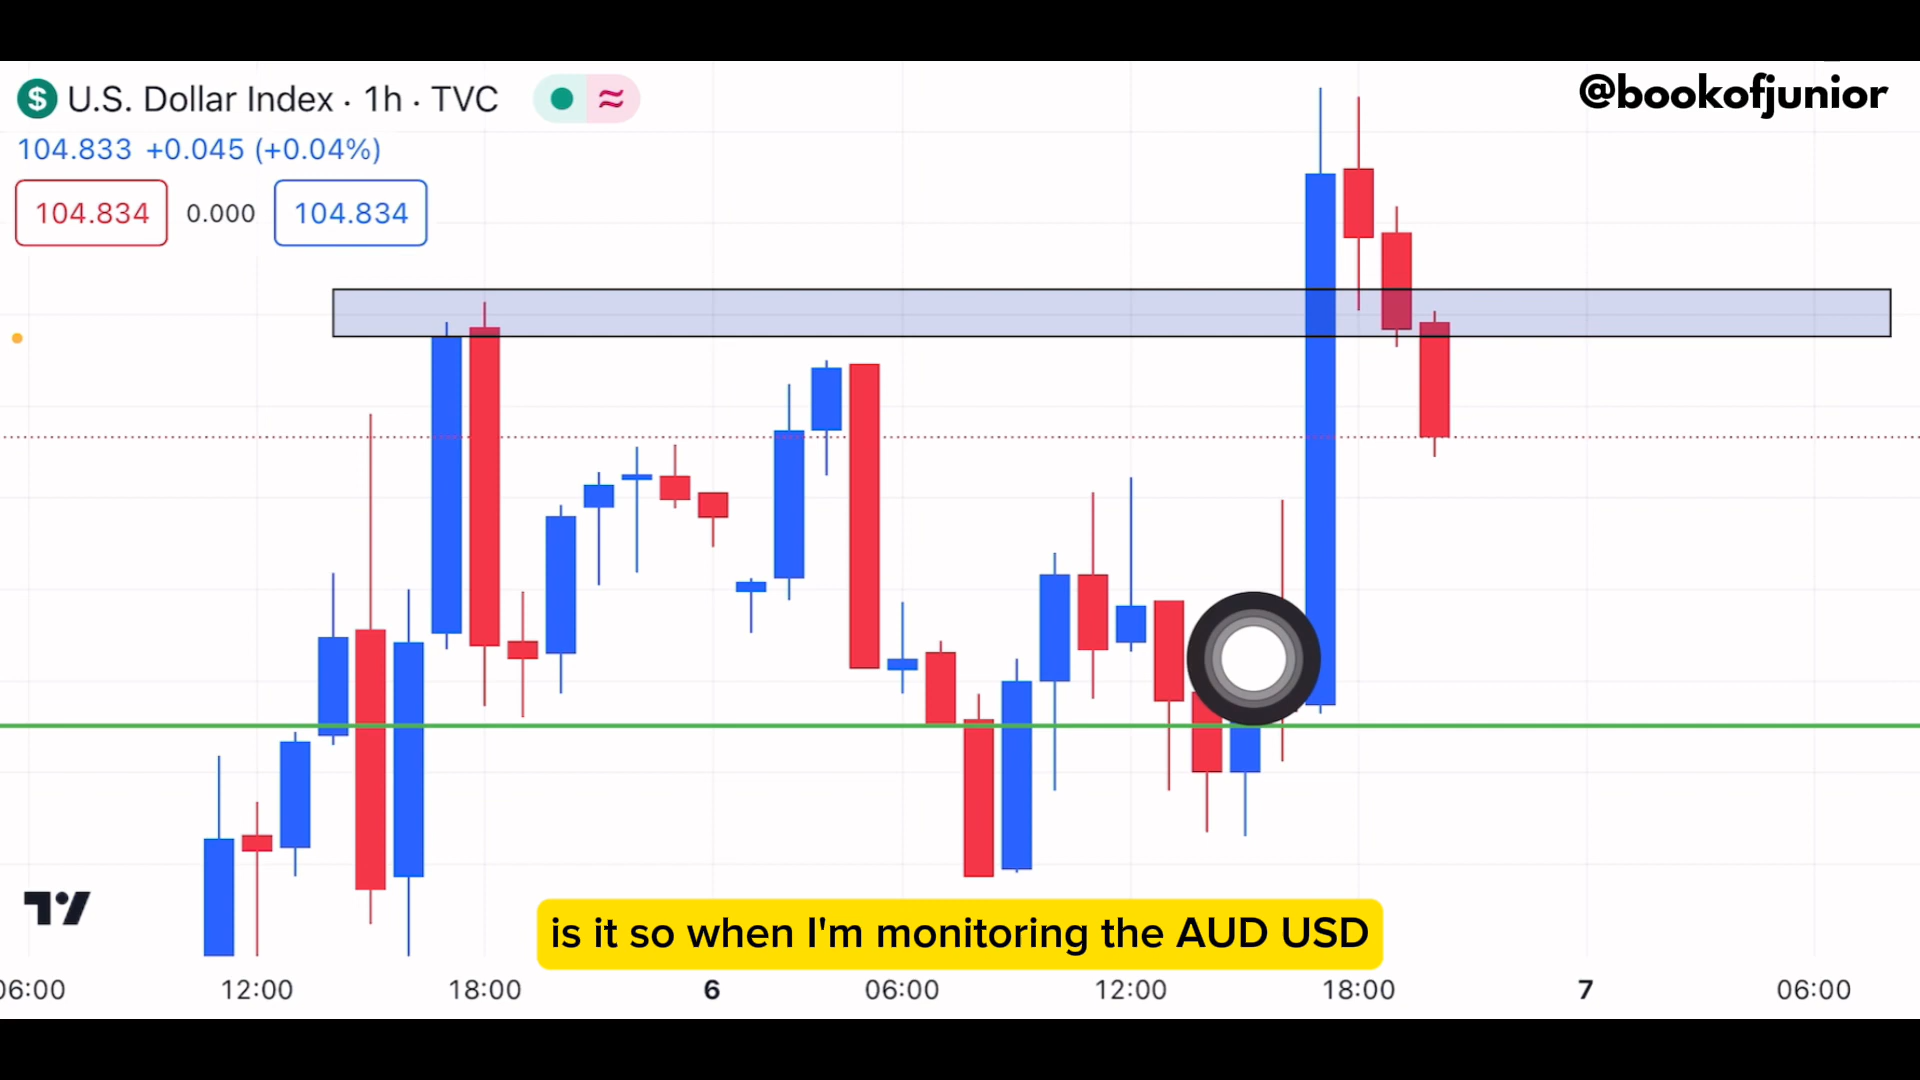 @bookofjunior
$ U.S. Dollar Index · 1h · TVC
104.833 +0.045 (+0.04%)
104.834 0.000 104.834
is it so when I'm monitoring the AUD USD
06:00 12:00 18:00 6 06:00 12:00 18:00 7 06:00